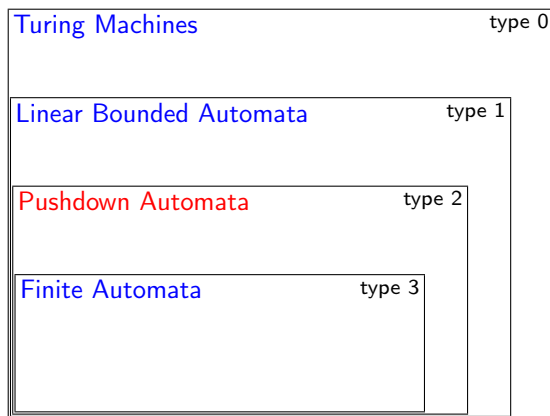 Turing Machines type 0
Linear Bounded Automata type 1
Pushdown Automata type 2
Finite Automata type 3